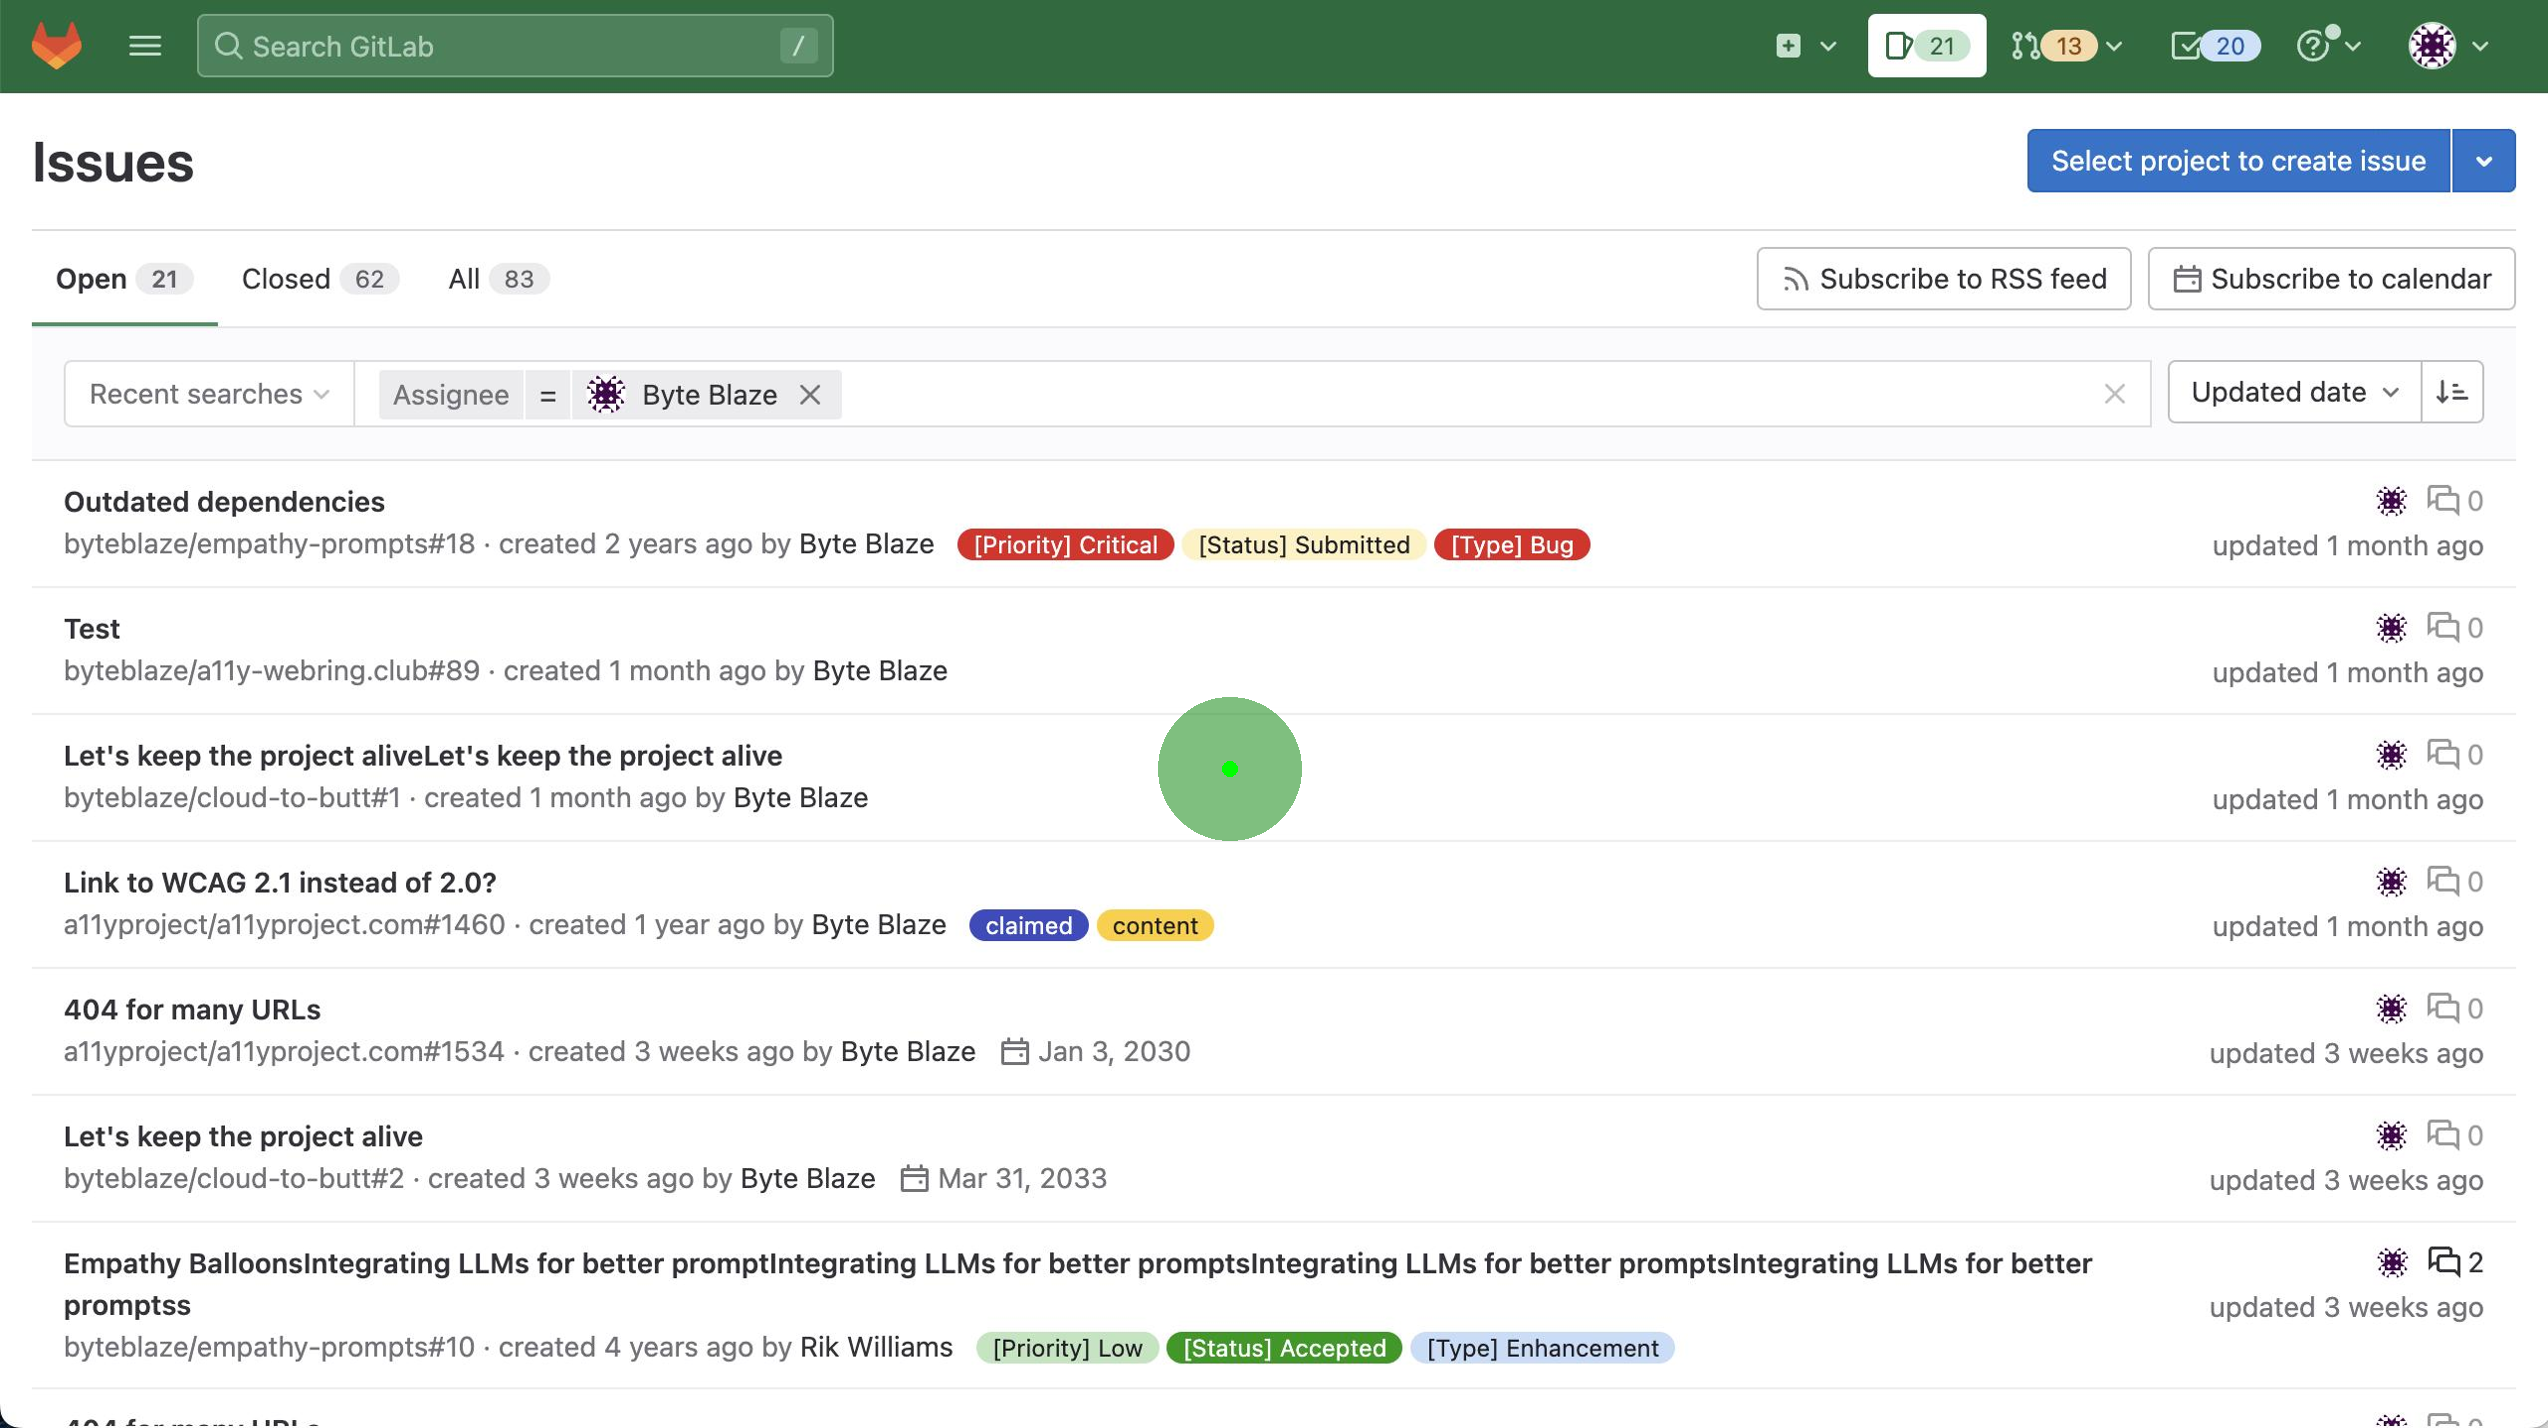 Search GitLab /
21
13
20
Issues
Select project to create issue
Open 21 Closed 62 All 83
Subscribe to RSS feed
Subscribe to calendar
Recent searches
Assignee = Byte Blaze
Updated date
Outdated dependencies
0
byteblaze/empathy-prompts#18 · created 2 years ago by Byte Blaze [Priority] Critical [Status] Submitted [Type] Bug
updated 1 month ago
Test
0
byteblaze/a11y-webring.club#89 · created 1 month ago by Byte Blaze
updated 1 month ago
Let's keep the project aliveLet's keep the project alive
0
byteblaze/cloud-to-butt#1 · created 1 month ago by Byte Blaze
updated 1 month ago
Link to WCAG 2.1 instead of 2.0?
0
a11yproject/a11yproject.com#1460 · created 1 year ago by Byte Blaze claimed content
updated 1 month ago
404 for many URLs
0
a11yproject/a11yproject.com#1534 · created 3 weeks ago by Byte Blaze Jan 3, 2030
updated 3 weeks ago
Let's keep the project alive
0
byteblaze/cloud-to-butt#2 · created 3 weeks ago by Byte Blaze Mar 31, 2033
updated 3 weeks ago
Empathy BalloonsIntegrating LLMs for better promptIntegrating LLMs for better promptsIntegrating LLMs for better promptsIntegrating LLMs for better
promptss
2
updated 3 weeks ago
byteblaze/empathy-prompts#10 · created 4 years ago by Rik Williams [Priority] Low [Status] Accepted [Type] Enhancement
404 for many URLs
0